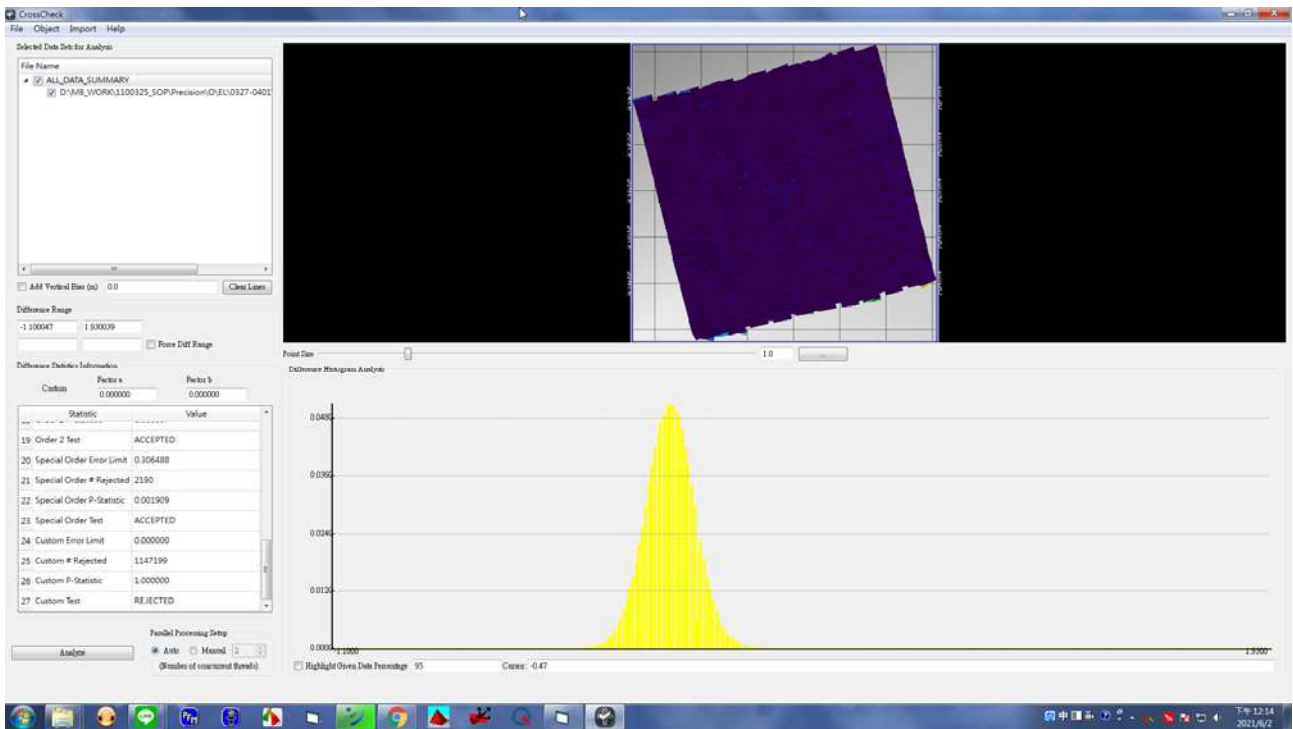 CrossCheck
File Object Import Help
Selected Data Sets for Analysis
File Name
ALL_DATA_SUMMARY
D:\MB_WORK\1100325_SOP\Precision\O\EL\0327-0401
Add Vertical Bias (m) 0.0 Clear Lines
Difference Range
-1.100047 1.930039
Force Diff Range
Point Size 1.0 ...
Difference Statistics Information
Difference Histogram Analysis
Custom Factor a Factor b
0.000000 0.000000
Statistic Value
19 Order 2 Test ACCEPTED
20 Special Order Error Limit 0.306488
21 Special Order # Rejected 2190
22 Special Order P-Statistic 0.001909
23 Special Order Test ACCEPTED
24 Custom Error Limit 0.000000
25 Custom # Rejected 1147199
26 Custom P-Statistic 1.000000
27 Custom Test REJECTED
0.0480
0.0360
0.0240
0.0120
0.0000
-1.1000 1.9300
Parallel Processing Setup
Analyze Auto Manual 2
(Number of concurrent threads)
Highlight Given Data Percentage 95 Cursor: -0.47
下午 12:14
2021/6/2